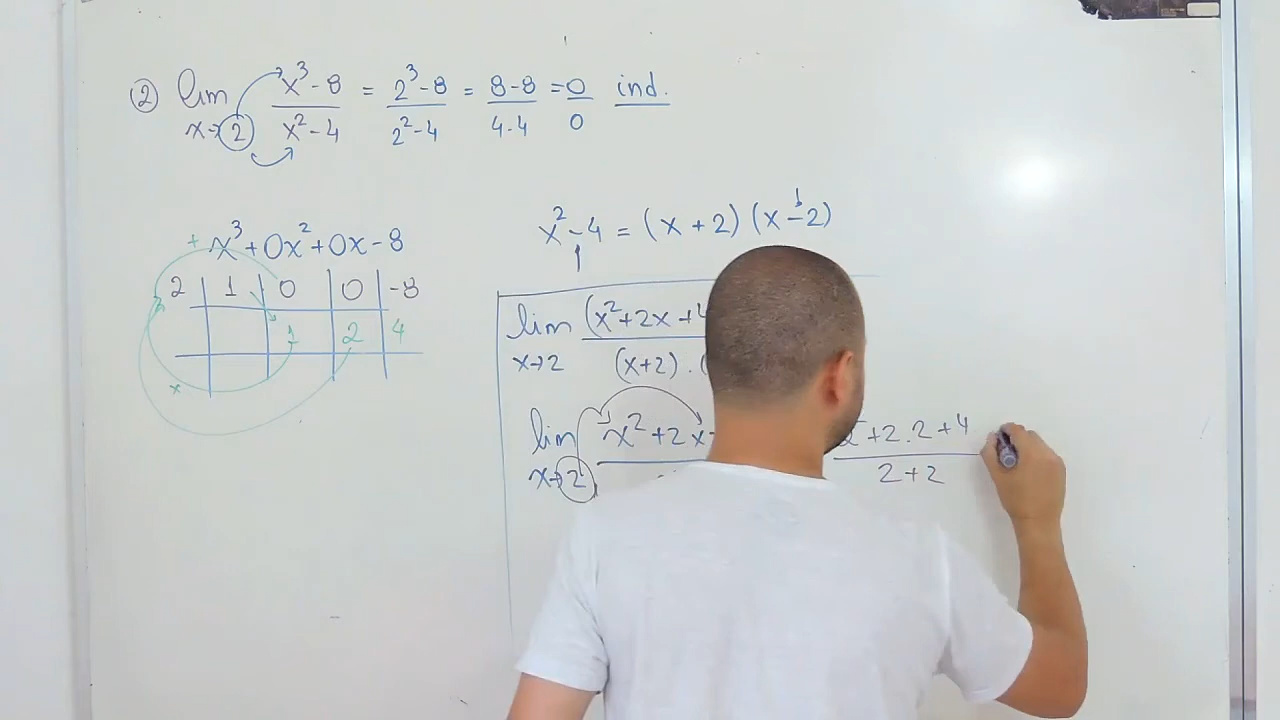 ② lim x→2 x³-8 / x²-4 = 2³-8 / 2²-4 = 8-8 / 4-4 = 0 / 0 ind.
x³+0x²+0x-8
x²-4 = (x+2)(x-2)
+
2 1 0 0 -8
1 2 4
x
lim x→2 (x²+2x+4 / (x+2).(
lim x→2 x²+2x
+2.2+4 / 2+2